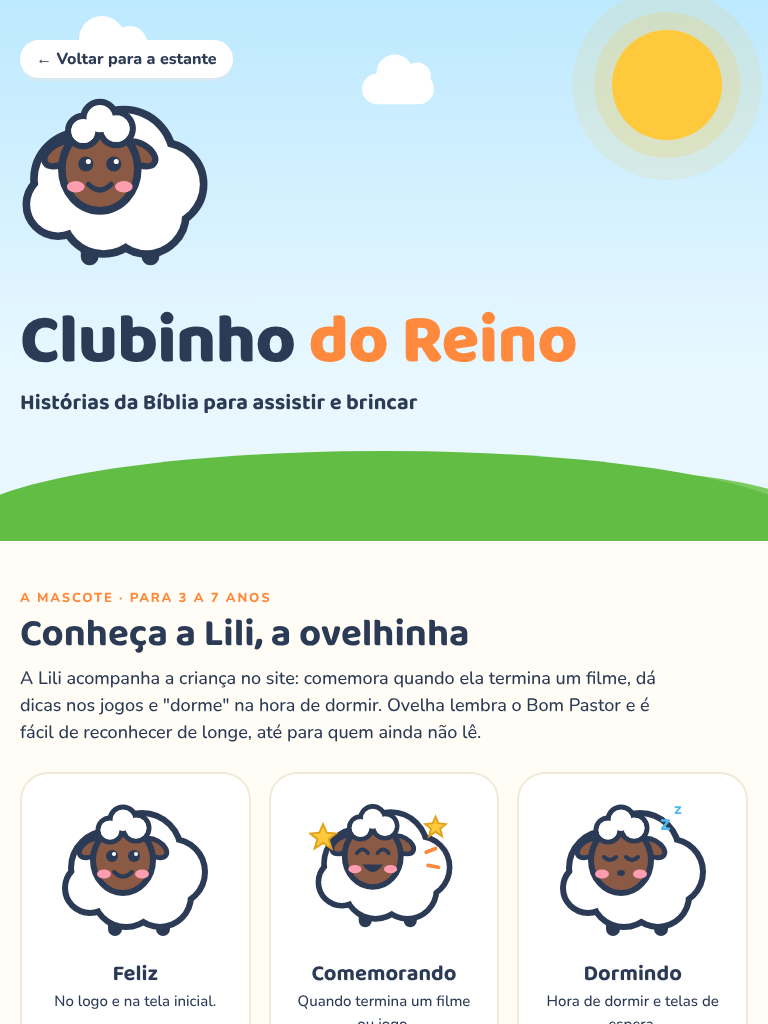 ← Voltar para a estante
Clubinho do Reino
Histórias da Bíblia para assistir e brincar
A MASCOTE · PARA 3 A 7 ANOS
Conheça a Lili, a ovelhinha
A Lili acompanha a criança no site: comemora quando ela termina um filme, dá
dicas nos jogos e "dorme" na hora de dormir. Ovelha lembra o Bom Pastor e é
fácil de reconhecer de longe, até para quem ainda não lê.
z
z
Feliz
No logo e na tela inicial.
Comemorando
Quando termina um filme
ou jogo.
Dormindo
Hora de dormir e telas de
espera.